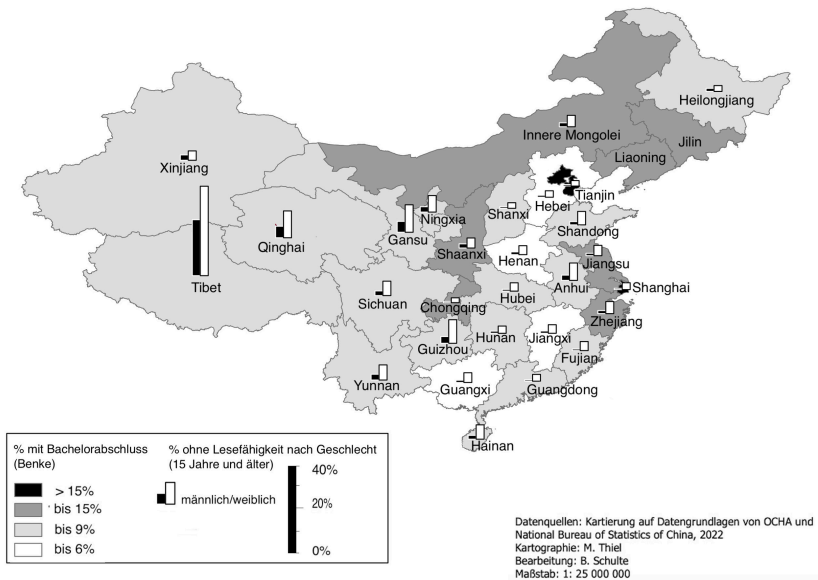 Heilongjiang
Innere Mongolei
Jilin
Liaoning
Xinjiang
Tianjin
Hebei
Ningxia
Shanxi
Shandong
Gansu
Qinghai
Shaanxi
Henan
Jiangsu
Tibet
Anhui
Shanghai
Sichuan
Hubei
Chongqing
Zhejiang
Hunan
Jiangxi
Guizhou
Fujian
Yunnan
Guangxi
Guangdong
Hainan
% mit Bachelorabschluss
(Benke)
> 15%
bis 15%
bis 9%
bis 6%
% ohne Lesefähigkeit nach Geschlecht
(15 Jahre und älter)
männlich/weiblich
40%
20%
0%
Datenquellen: Kartierung auf Datengrundlagen von OCHA und
National Bureau of Statistics of China, 2022
Kartographie: M. Thiel
Bearbeitung: B. Schulte
Maßstab: 1: 25 000 000